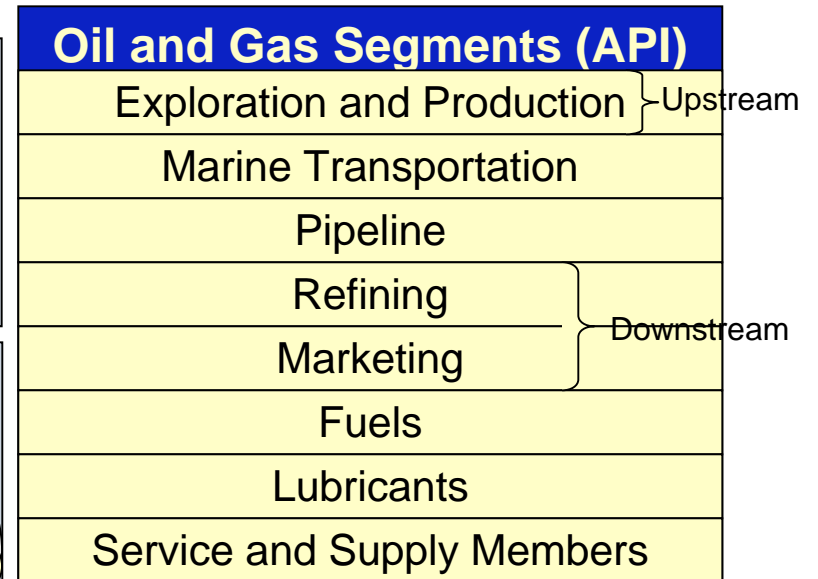 Oil and Gas Segments (API)
Exploration and Production
Upstream
Marine Transportation
Pipeline
Refining
Downstream
Marketing
Fuels
Lubricants
Service and Supply Members